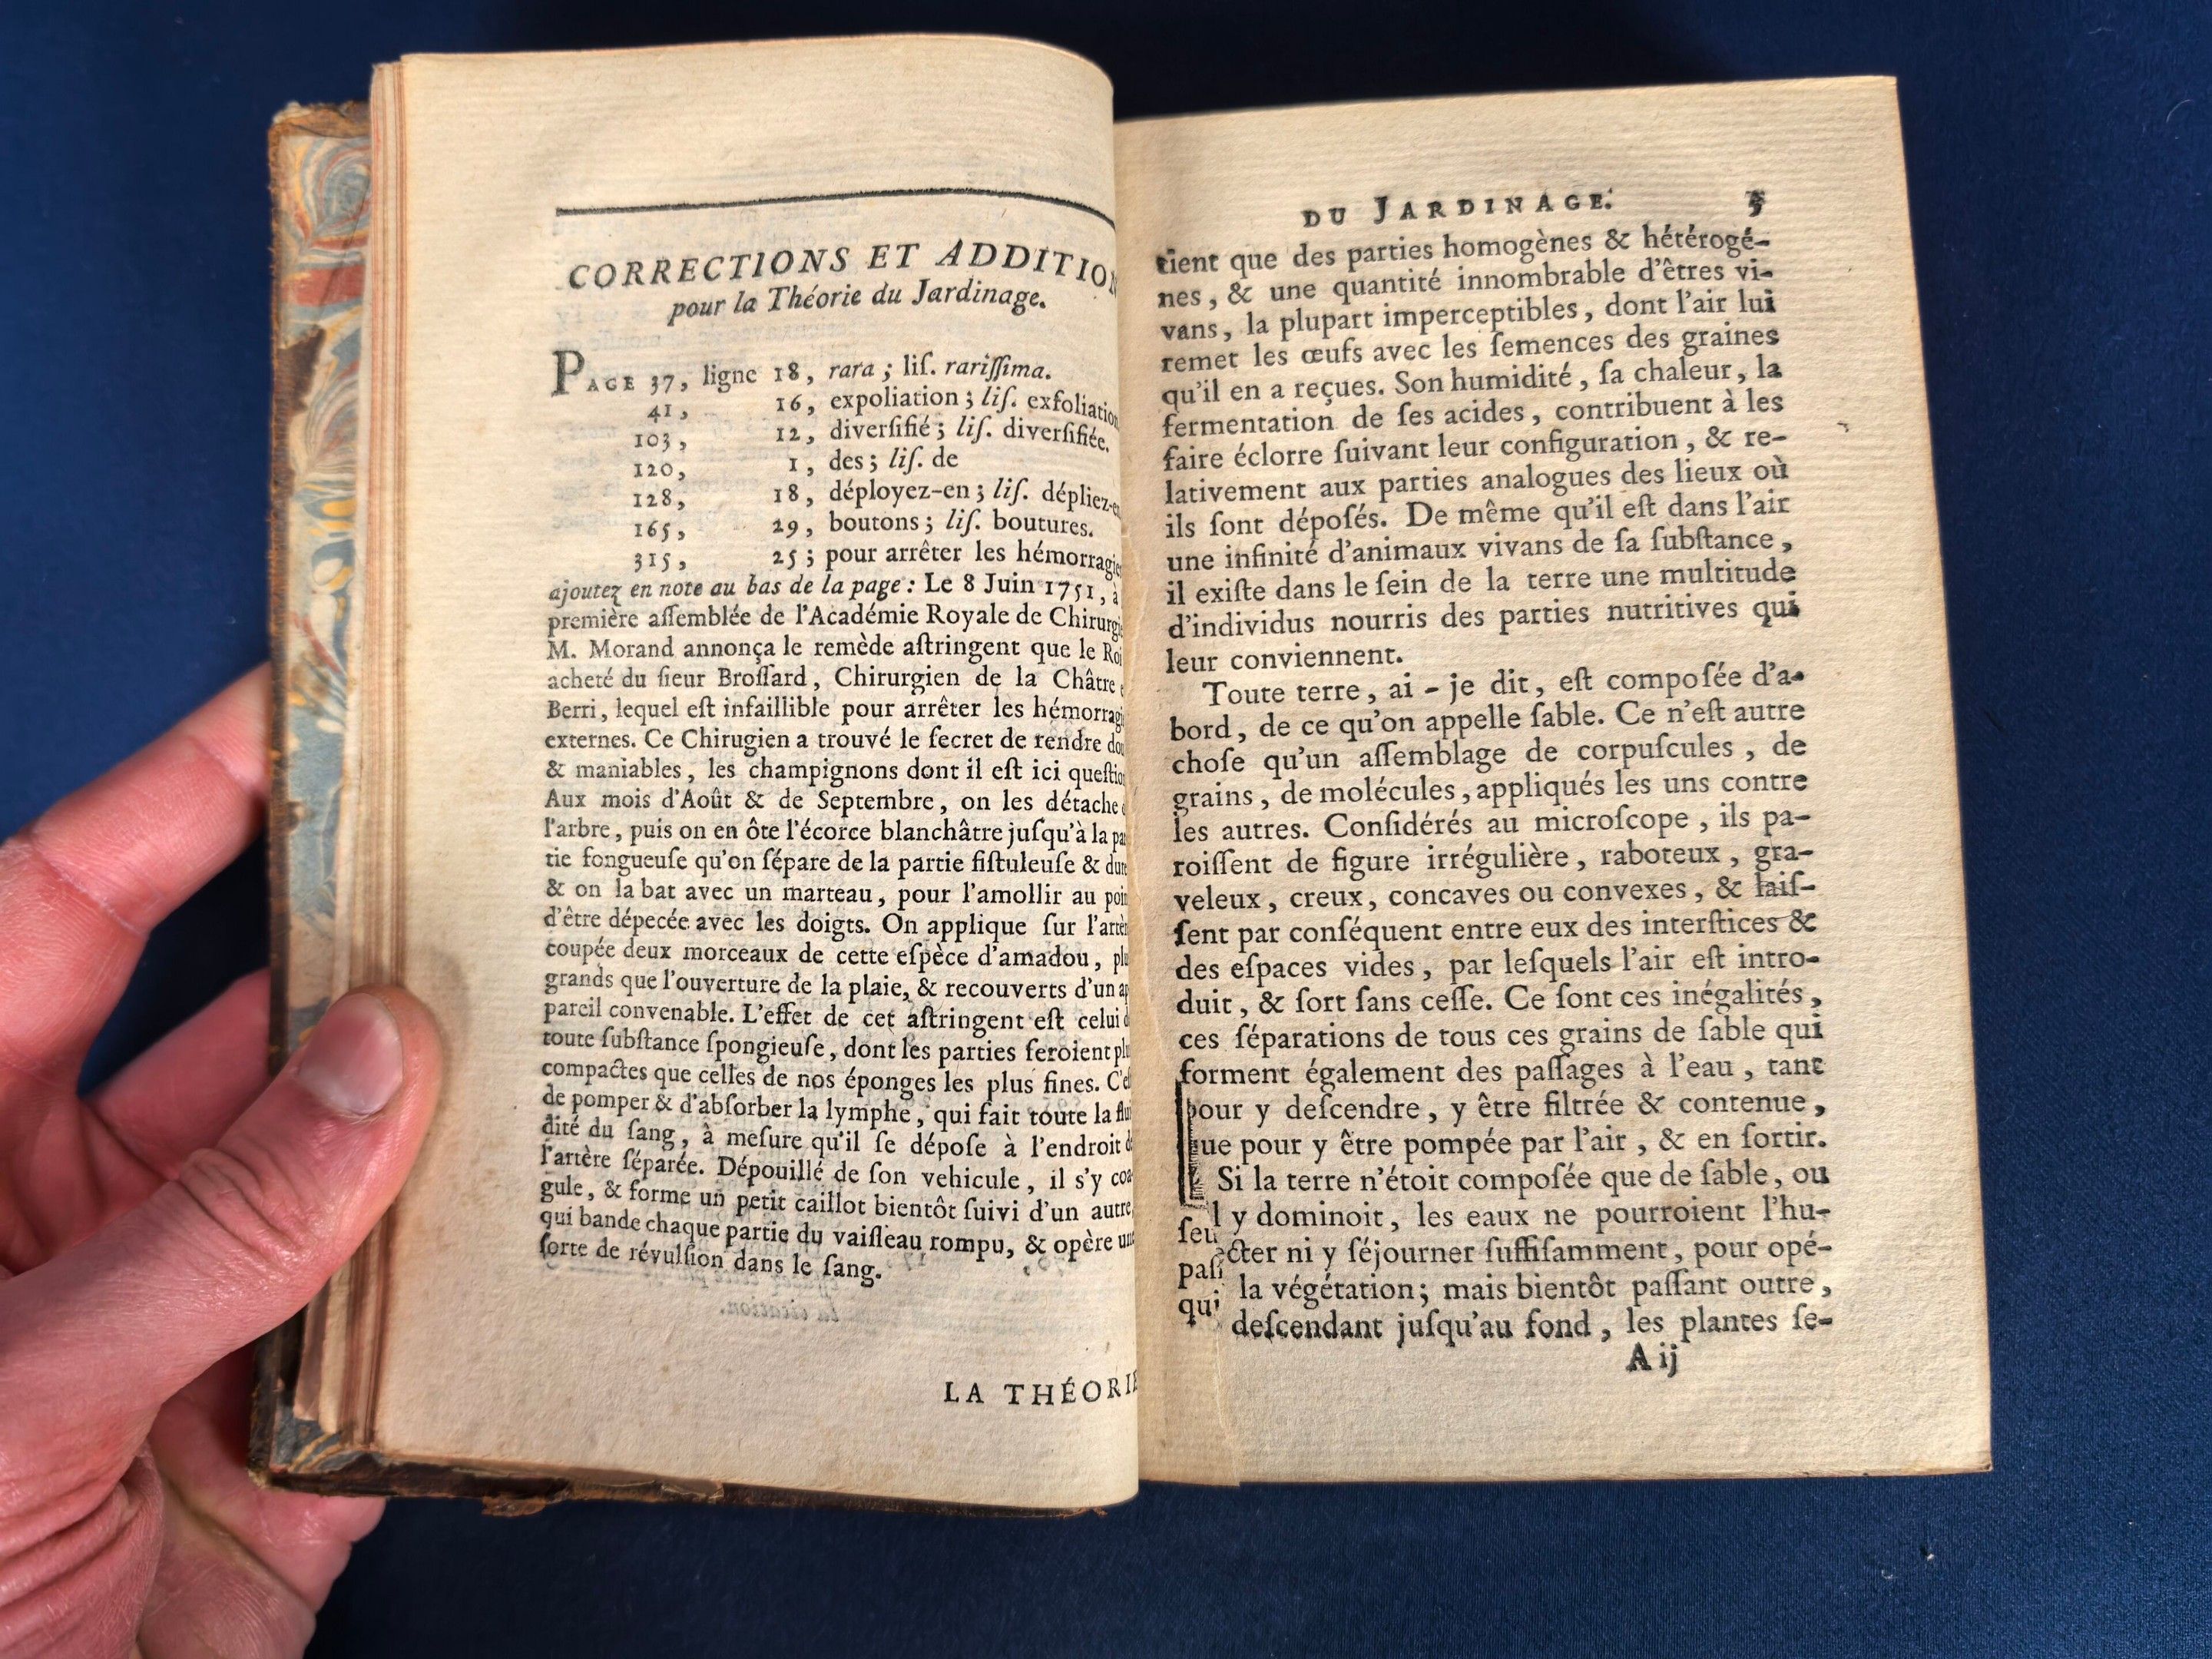 CORRECTIONS ET ADDITION
pour la Théorie du Jardinage.
PAGE 37, ligne 18, rara ; liſ. rariſſima.
41, 16, expoliation ; liſ. exfoliation
103, 12, diverſifié ; liſ. diverſifiée.
120, 1, des ; liſ. de
128, 18, déployez-en ; liſ. dépliez-e
165, 29, boutons ; liſ. boutures.
315, 25 ; pour arrêter les hémorragie
ajoutez en note au bas de la page : Le 8 Juin 1751, à
première aſſemblée de l'Académie Royale de Chirurgie
M. Morand annonça le remède aſtringent que le Roi
acheté du ſieur Broſſard, Chirurgien de la Châtre
Berri, lequel eſt infaillible pour arrêter les hémorragi
externes. Ce Chirugien a trouvé le ſecret de rendre dou
& maniables, les champignons dont il eſt ici queſtion
Aux mois d'Août & de Septembre, on les détache
l'arbre, puis on en ôte l'écorce blanchâtre juſqu'à la par
tie fongueuſe qu'on ſépare de la partie fiſtuleuſe & dure
& on la bat avec un marteau, pour l'amollir au poin
d'être dépecée avec les doigts. On applique ſur l'artèr
coupée deux morceaux de cette eſpèce d'amadou, plu
grands que l'ouverture de la plaie, & recouverts d'un ap
pareil convenable. L'effet de cet aſtringent eſt celui d
toute ſubſtance ſpongieuſe, dont les parties feroient plu
compactes que celles de nos éponges les plus fines. C'eſ
de pomper & d'abſorber la lymphe, qui fait toute la flui
dité du ſang, à meſure qu'il ſe dépoſe à l'endroit de
l'artère ſéparée. Dépouillé de ſon vehicule, il s'y coa
gule, & forme un petit caillot bientôt ſuivi d'un autre
qui bande chaque partie du vaiſſeau rompu, & opère une
ſorte de révulſion dans le ſang.
LA THÉORIE
DU JARDINAGE. 3
tient que des parties homogènes & hétérogé-
nes, & une quantité innombrable d'êtres vi-
vans, la plupart imperceptibles, dont l'air lui
remet les œufs avec les ſemences des graines
qu'il en a reçues. Son humidité, ſa chaleur, la
fermentation de ſes acides, contribuent à les
faire éclorre ſuivant leur configuration, & re-
lativement aux parties analogues des lieux où
ils ſont dépoſés. De même qu'il eſt dans l'air
une infinité d'animaux vivans de ſa ſubſtance,
il exiſte dans le ſein de la terre une multitude
d'individus nourris des parties nutritives qui
leur conviennent.
Toute terre, ai-je dit, eſt compoſée d'a-
bord, de ce qu'on appelle ſable. Ce n'eſt autre
choſe qu'un aſſemblage de corpuſcules, de
grains, de molécules, appliqués les uns contre
les autres. Conſidérés au microſcope, ils pa-
roiſſent de figure irrégulière, raboteux, gra-
veleux, creux, concaves ou convexes, & laiſ-
ſent par conſéquent entre eux des interſtices &
des eſpaces vides, par leſquels l'air eſt intro-
duit, & ſort ſans ceſſe. Ce ſont ces inégalités,
ces ſéparations de tous ces grains de ſable qui
forment également des paſſages à l'eau, tant
pour y deſcendre, y être filtrée & contenue,
que pour y être pompée par l'air, & en ſortir.
Si la terre n'étoit compoſée que de ſable, ou
l y dominoit, les eaux ne pourroient l'hu-
ſeu
ecter ni y ſéjourner ſuffiſamment, pour opé-
paſſ
la végétation ; mais bientôt paſſant outre,
qui
deſcendant juſqu'au fond, les plantes ſe-
A ij